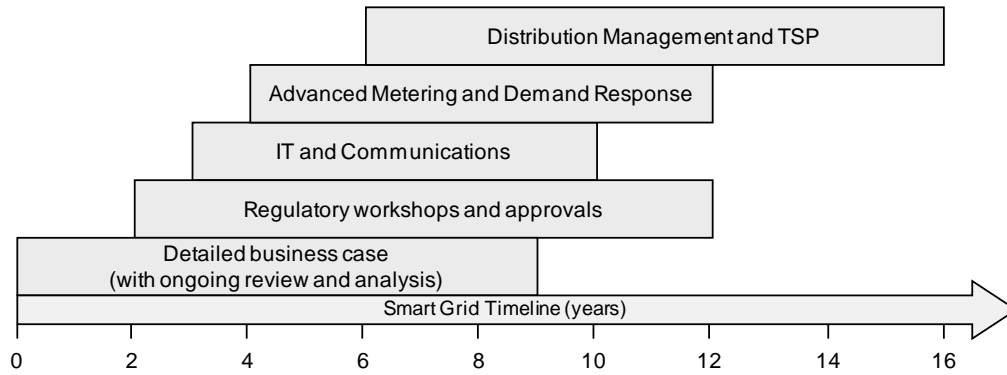 Distribution Management and TSP
Advanced Metering and Demand Response
IT and Communications
Regulatory workshops and approvals
Detailed business case
(with ongoing review and analysis)
Smart Grid Timeline (years)
0 2 4 6 8 10 12 14 16